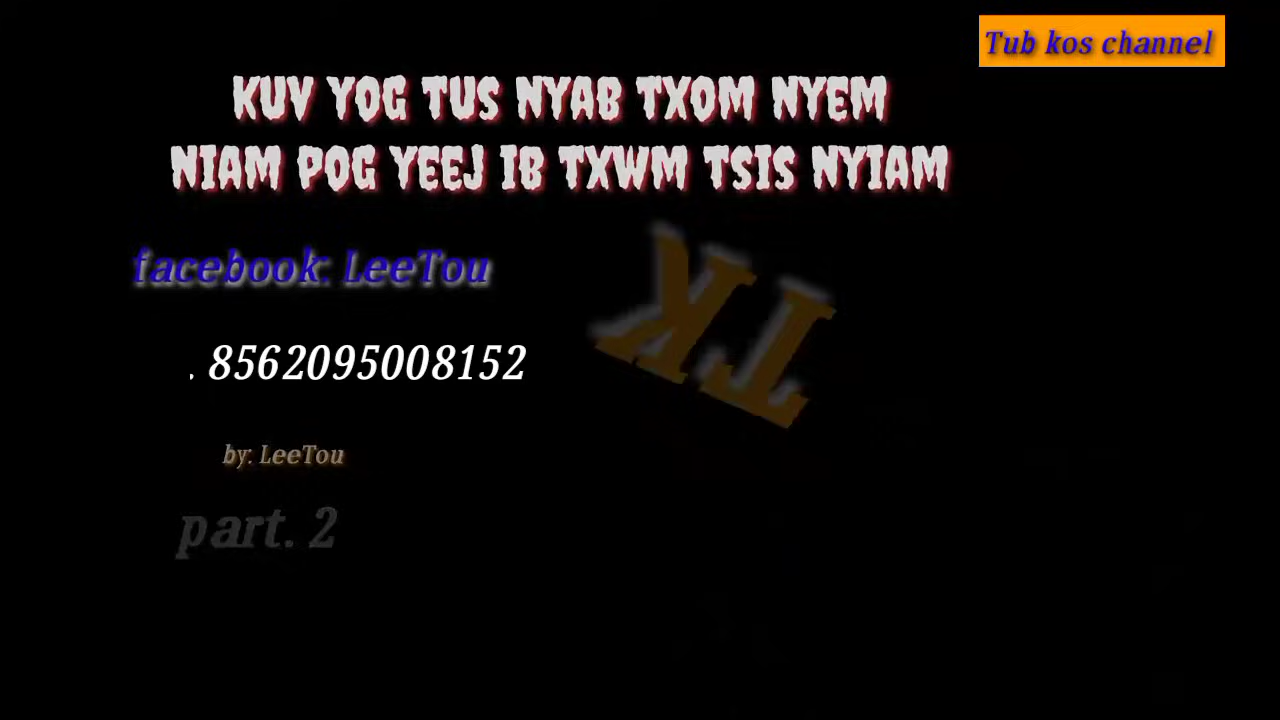 Tub kos channel
KUV YOG TUS NYAB TXOM NYEM
NIAM POG YEEJ IB TXWM TSIS NYIAM
facebook: LeeTou
. 8562095008152
TK
by: LeeTou
part. 2